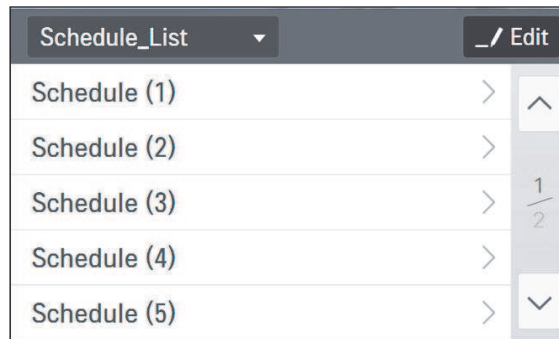 Schedule_List
Edit
Schedule (1)
Schedule (2)
Schedule (3)
Schedule (4)
Schedule (5)
1
2